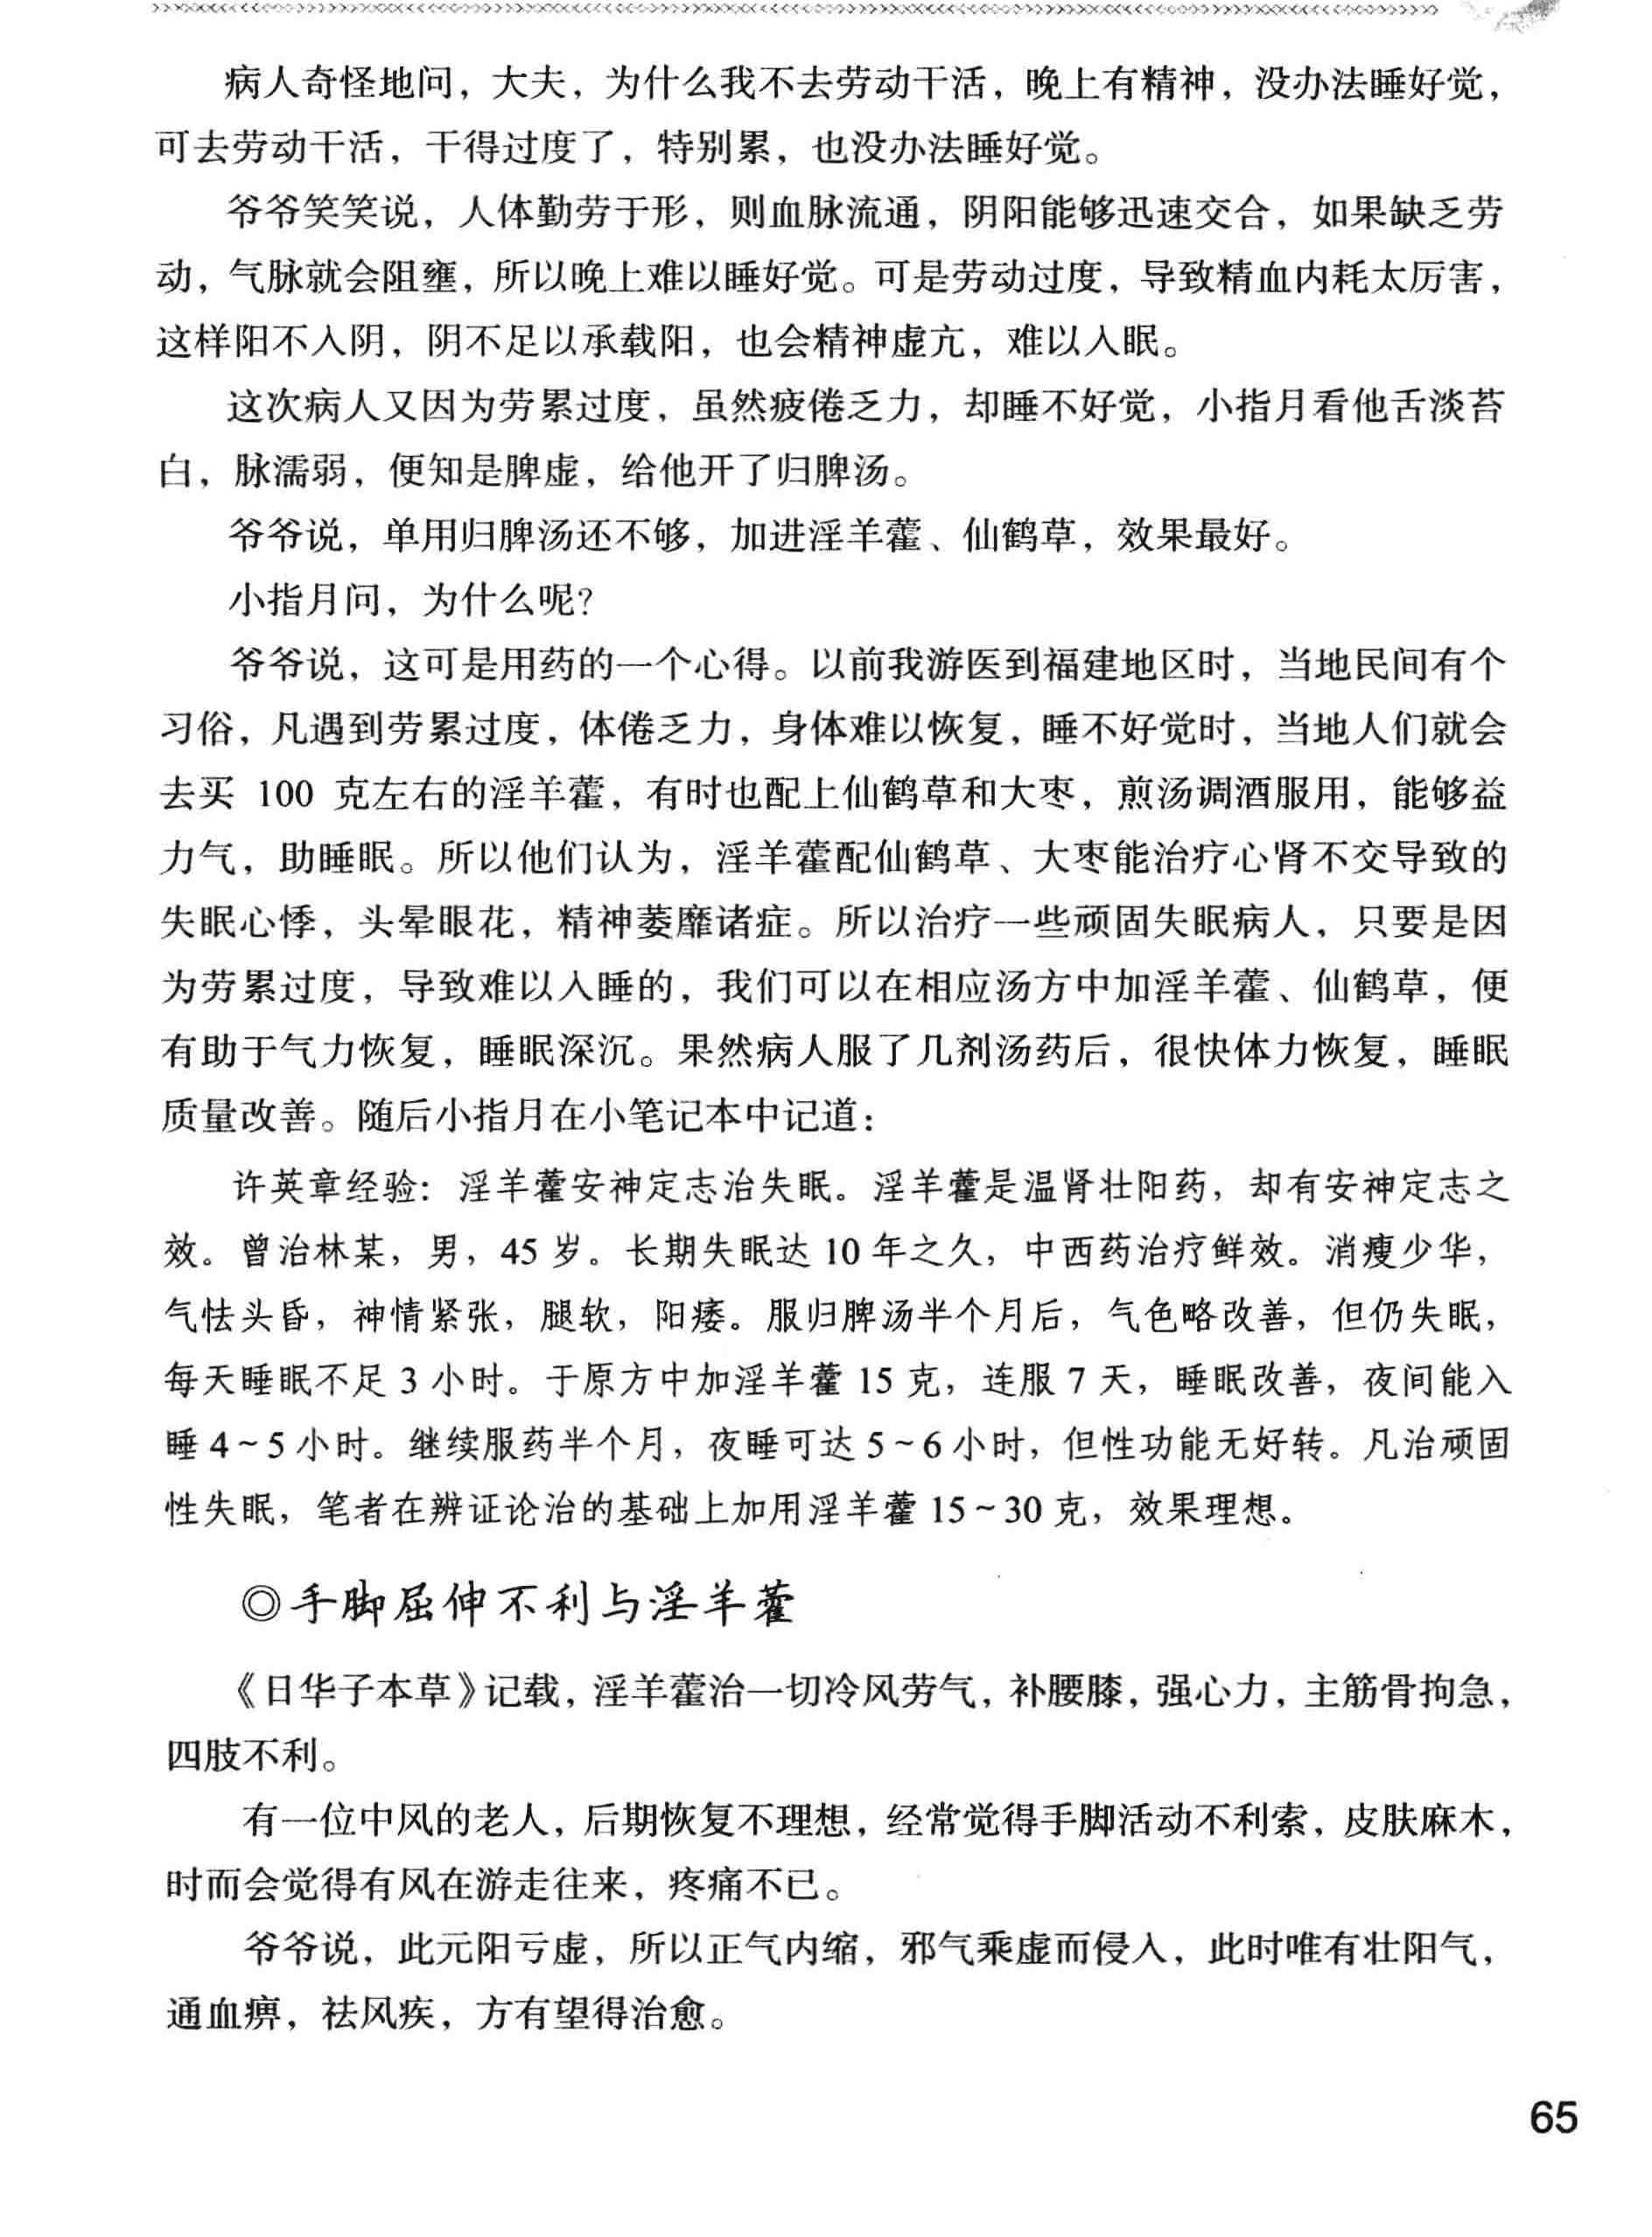 病人奇怪地问，大夫，为什么我不去劳动干活，晚上有精神，没办法睡好觉，
可去劳动干活，干得过度了，特别累，也没办法睡好觉。
爷爷笑笑说，人体勤劳于形，则血脉流通，阴阳能够迅速交合，如果缺乏劳
动，气脉就会阻壅，所以晚上难以睡好觉。可是劳动过度，导致精血内耗太厉害，
这样阳不入阴，阴不足以承载阳，也会精神虚亢，难以入眠。
这次病人又因为劳累过度，虽然疲倦乏力，却睡不好觉，小指月看他舌淡苔
白，脉濡弱，便知是脾虚，给他开了归脾汤。
爷爷说，单用归脾汤还不够，加进淫羊藿、仙鹤草，效果最好。
小指月问，为什么呢？
爷爷说，这可是用药的一个心得。以前我游医到福建地区时，当地民间有个
习俗，凡遇到劳累过度，体倦乏力，身体难以恢复，睡不好觉时，当地人们就会
去买 100 克左右的淫羊藿，有时也配上仙鹤草和大枣，煎汤调酒服用，能够益
力气，助睡眠。所以他们认为，淫羊藿配仙鹤草、大枣能治疗心肾不交导致的
失眠心悸，头晕眼花，精神萎靡诸症。所以治疗一些顽固失眠病人，只要是因
为劳累过度，导致难以入睡的，我们可以在相应汤方中加淫羊藿、仙鹤草，便
有助于气力恢复，睡眠深沉。果然病人服了几剂汤药后，很快体力恢复，睡眠
质量改善。随后小指月在小笔记本中记道：
许英章经验：淫羊藿安神定志治失眠。淫羊藿是温肾壮阳药，却有安神定志之
效。曾治林某，男，45 岁。长期失眠达 10 年之久，中西药治疗鲜效。消瘦少华，
气怯头昏，神情紧张，腿软，阳痿。服归脾汤半个月后，气色略改善，但仍失眠，
每天睡眠不足 3 小时。于原方中加淫羊藿 15 克，连服 7 天，睡眠改善，夜间能入
睡 4～5 小时。继续服药半个月，夜睡可达 5～6 小时，但性功能无好转。凡治顽固
性失眠，笔者在辨证论治的基础上加用淫羊藿 15～30 克，效果理想。
◎手脚屈伸不利与淫羊藿
《日华子本草》记载，淫羊藿治一切冷风劳气，补腰膝，强心力，主筋骨拘急，
四肢不利。
有一位中风的老人，后期恢复不理想，经常觉得手脚活动不利索，皮肤麻木，
时而会觉得有风在游走往来，疼痛不已。
爷爷说，此元阳亏虚，所以正气内缩，邪气乘虚而侵入，此时唯有壮阳气，
通血痹，祛风疾，方有望得治愈。
65